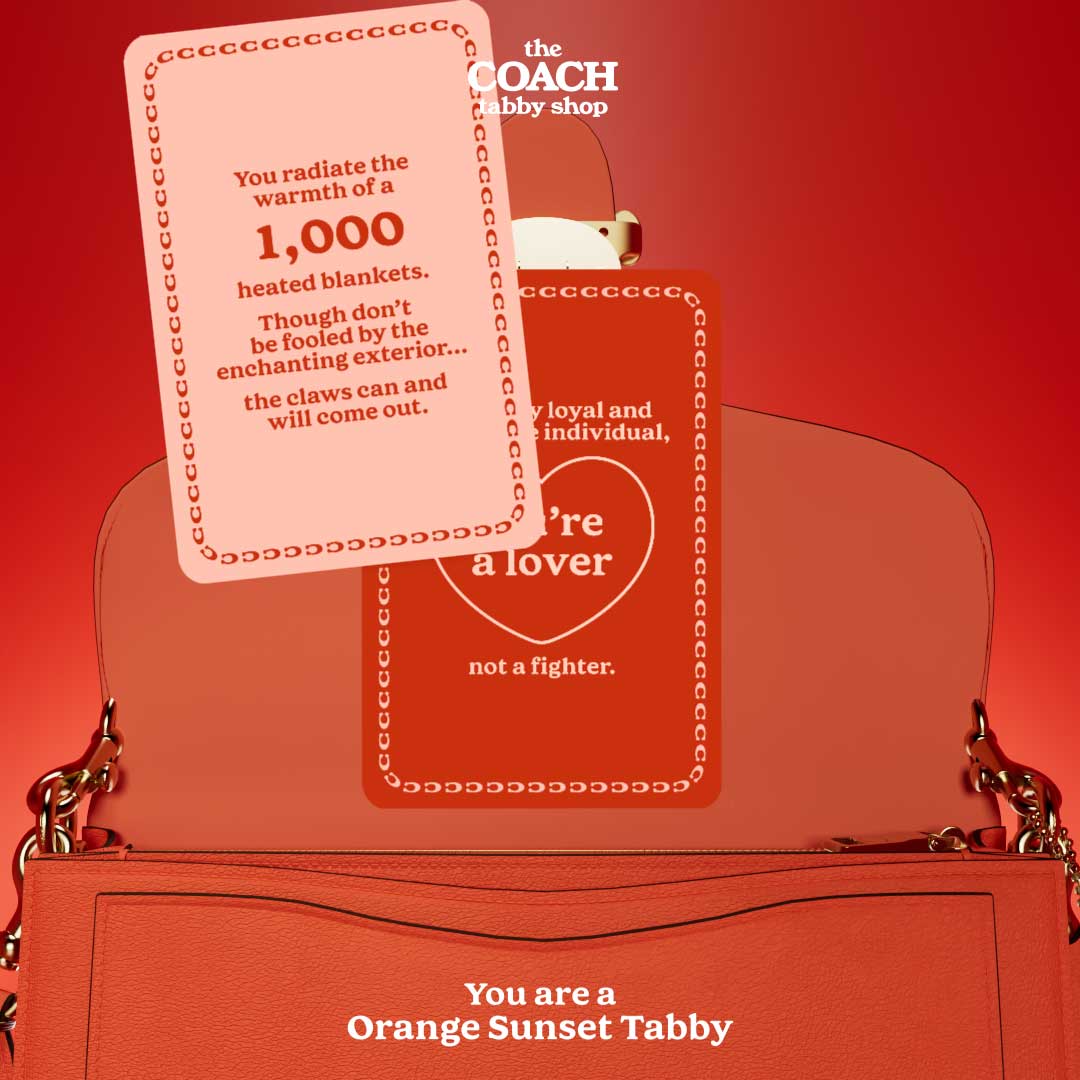 the
COACH
tabby shop
You radiate the
warmth of a
1,000
heated blankets.
Though don't
be fooled by the
enchanting exterior...
the claws can and
will come out.
loyal and
individual,
a lover
not a fighter.
You are a
Orange Sunset Tabby